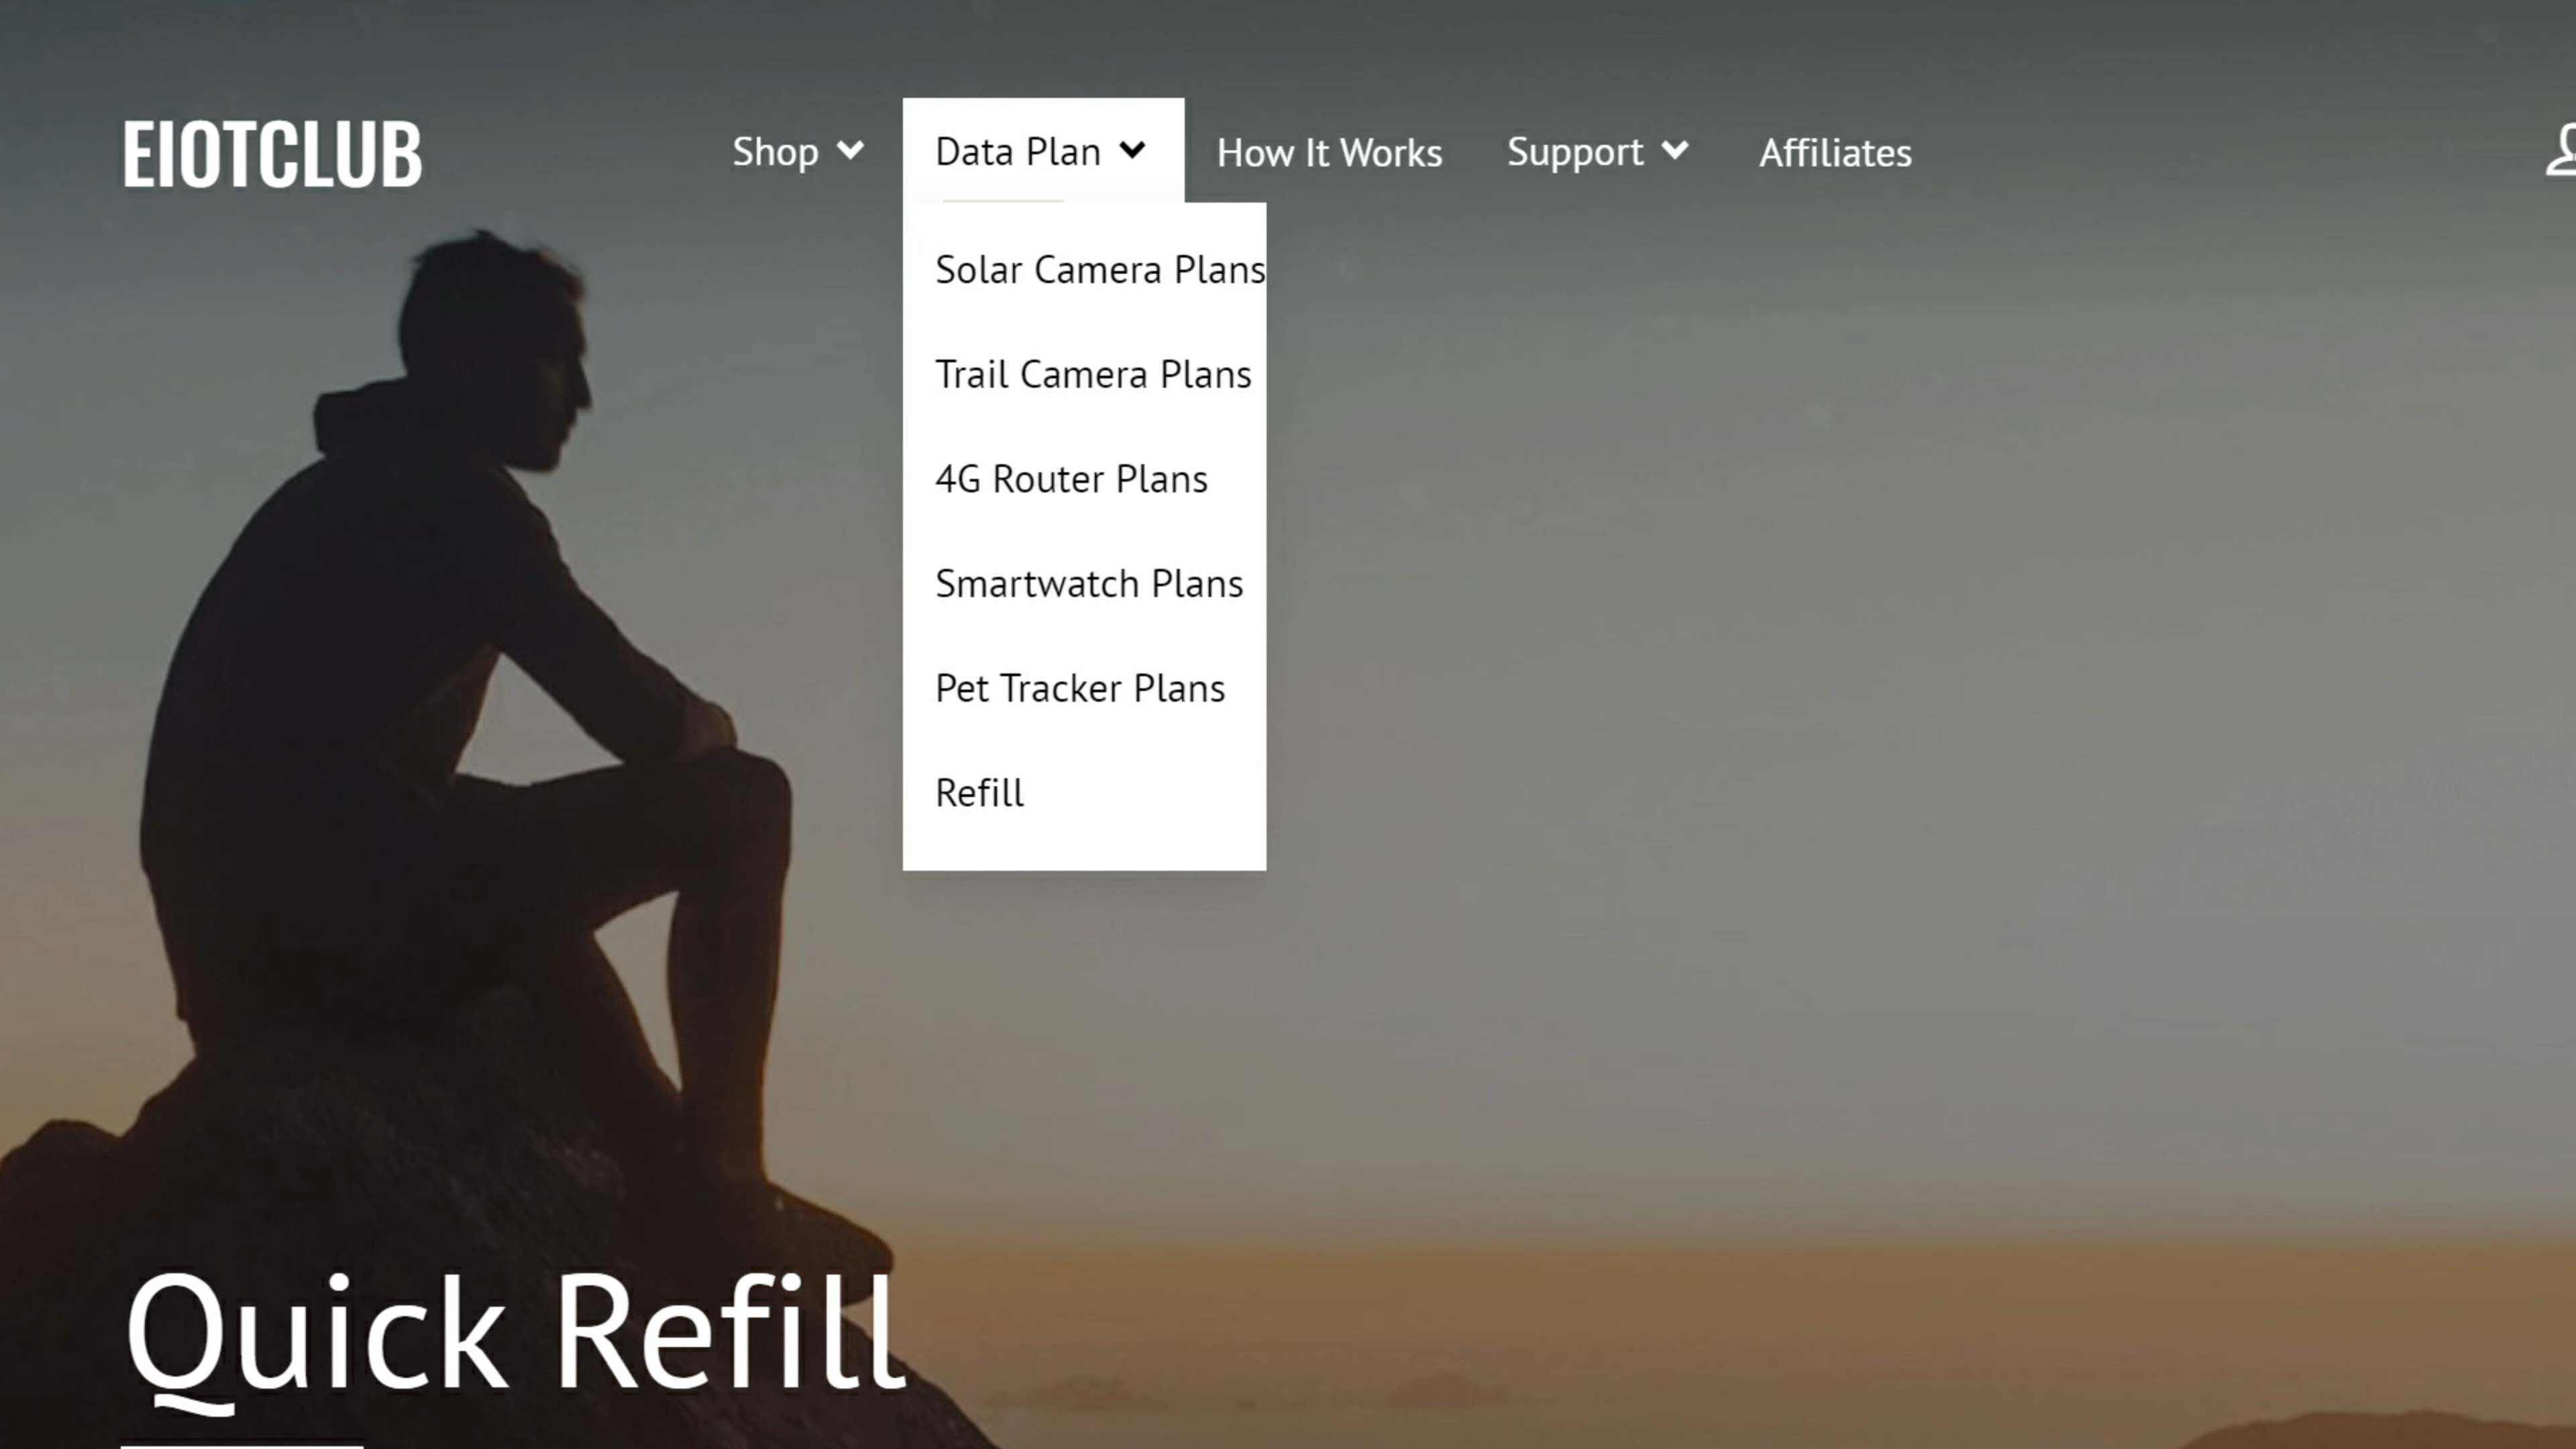 EIOTCLUB
Shop
Data Plan
How It Works
Support
Affiliates
Solar Camera Plans
Trail Camera Plans
4G Router Plans
Smartwatch Plans
Pet Tracker Plans
Refill
Quick Refill